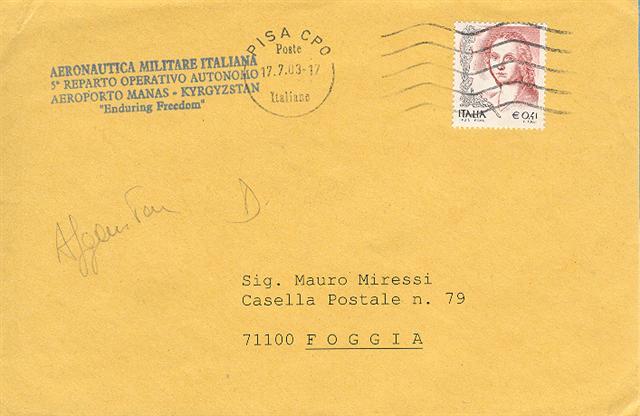 AERONAUTICA MILITARE ITALIANA
5° REPARTO OPERATIVO AUTONOMO
AEROPORTO MANAS - KYRGYZSTAN
"Enduring Freedom"
PISA CPO
Poste
17.7.03-17
Italiane
ITALIA
€ 0,41
D.
Sig. Mauro Miressi
Casella Postale n. 79
71100 FOGGIA